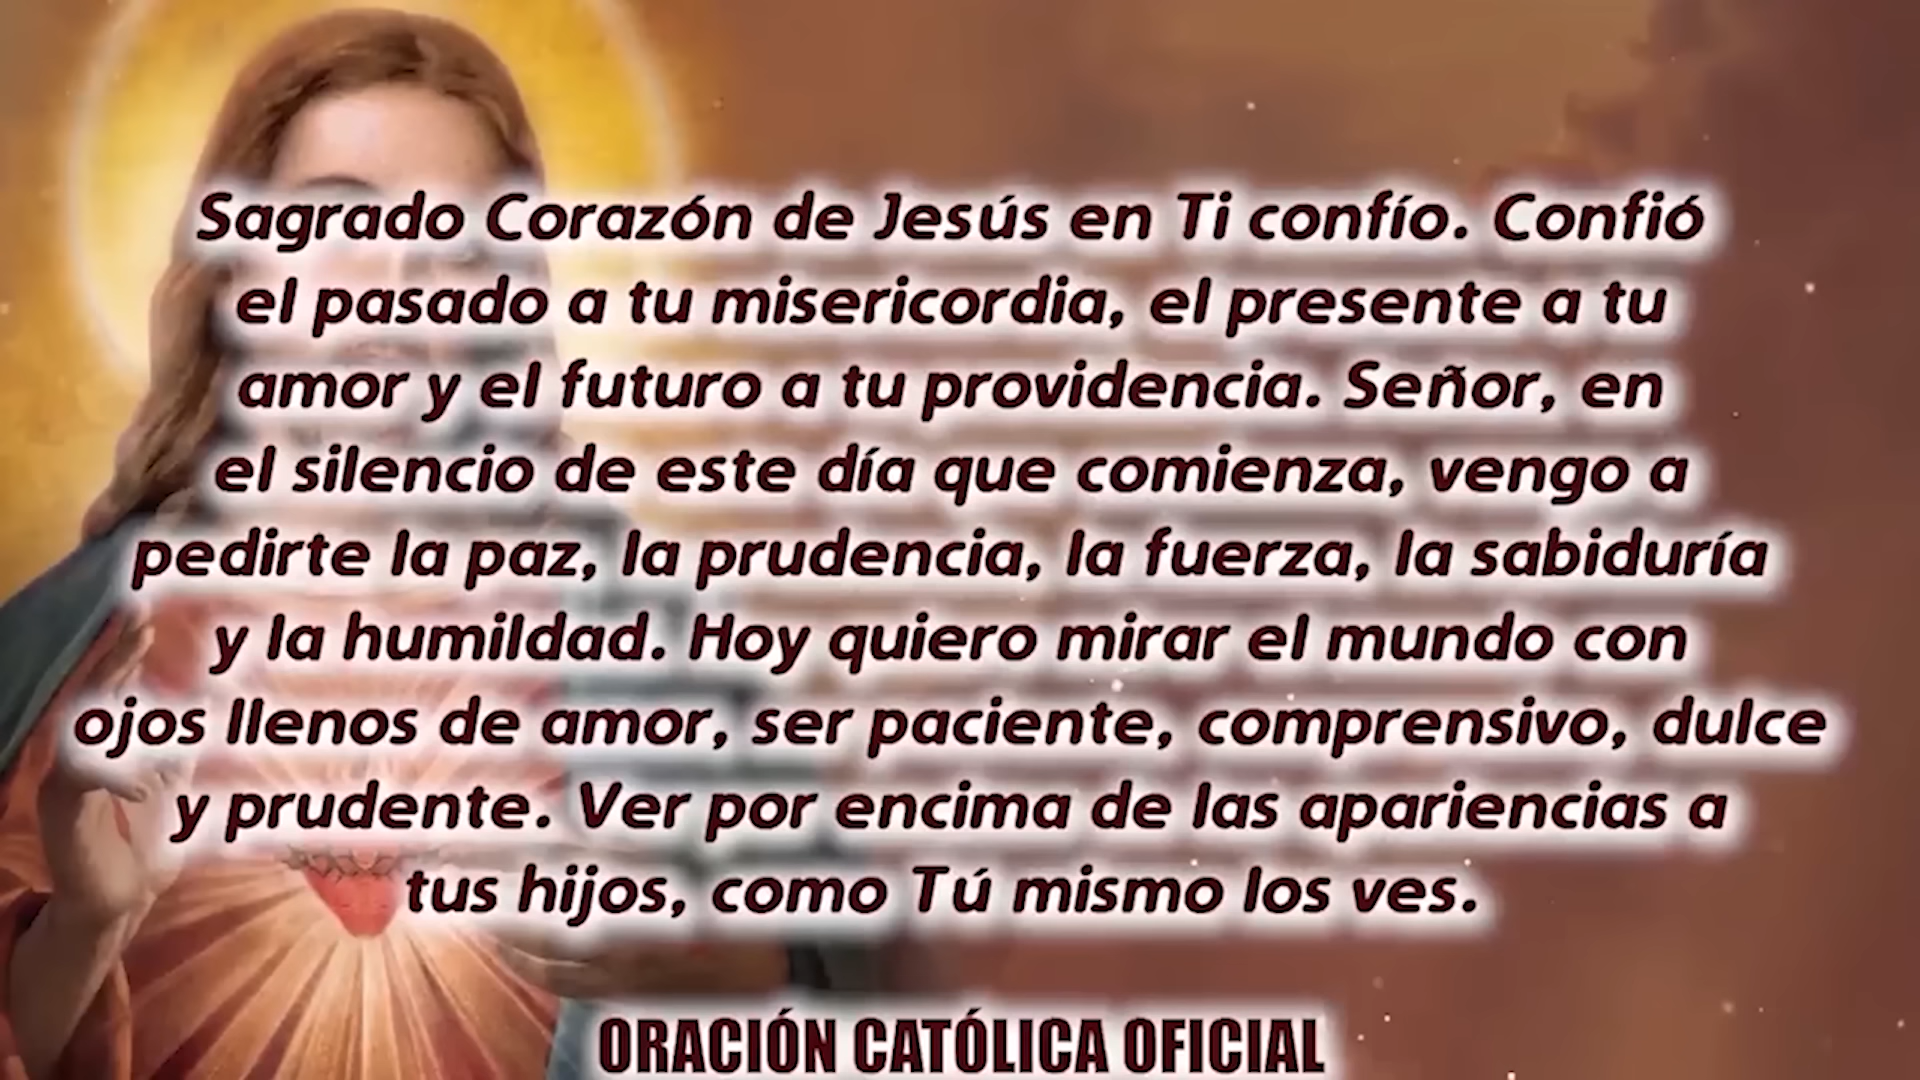 Sagrado Corazón de Jesús en Ti confío. Confió
el pasado a tu misericordia, el presente a tu
amor y el futuro a tu providencia. Señor, en
el silencio de este día que comienza, vengo a
pedirte la paz, la prudencia, la fuerza, la sabiduría
y la humildad. Hoy quiero mirar el mundo con
ojos llenos de amor, ser paciente, comprensivo, dulce
y prudente. Ver por encima de las apariencias a
tus hijos, como Tú mismo los ves.
ORACIÓN CATÓLICA OFICIAL